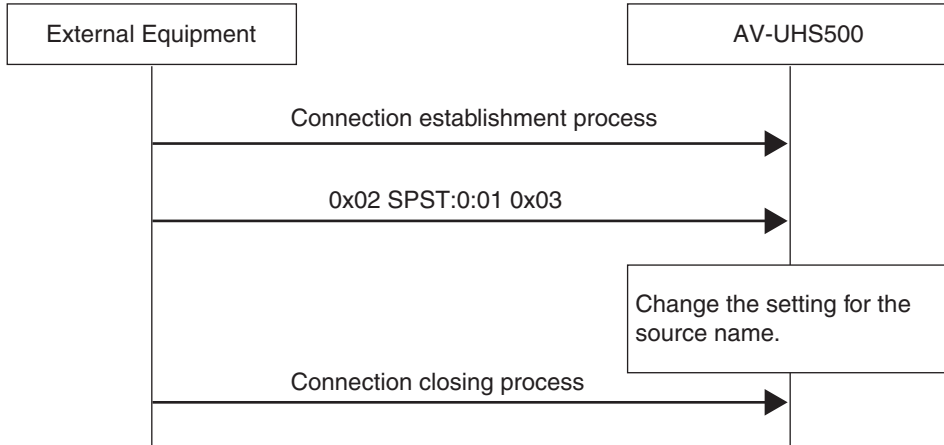 External Equipment
AV-UHS500
Connection establishment process
0x02 SPST:0:01 0x03
Change the setting for the
source name.
Connection closing process